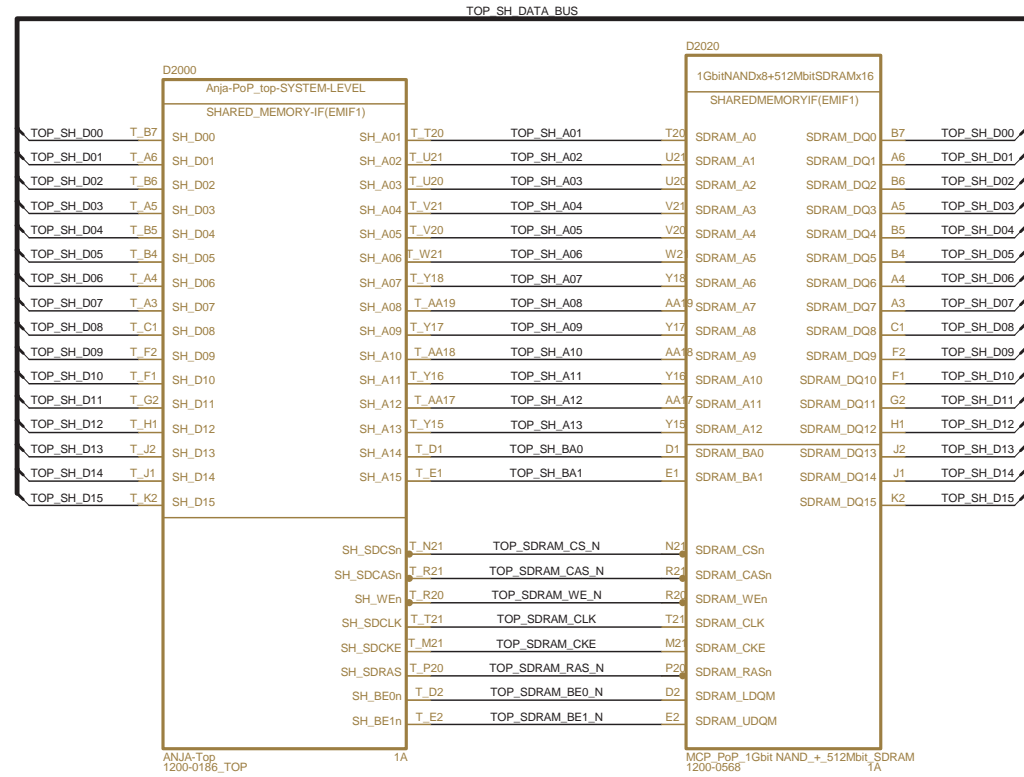 TOP_SH_DATA_BUS
D2000
Anja-PoP_top-SYSTEM-LEVEL
SHARED_MEMORY-IF(EMIF1)
D2020
1GbitNANDx8+512MbitSDRAMx16
SHAREDMEMORYIF(EMIF1)
TOP_SH_D00 T_B7 SH_D00 SH_A01 T_T20 TOP_SH_A01 T20 SDRAM_A0 SDRAM_DQ0 B7 TOP_SH_D00
TOP_SH_D01 T_A6 SH_D01 SH_A02 T_U21 TOP_SH_A02 U21 SDRAM_A1 SDRAM_DQ1 A6 TOP_SH_D01
TOP_SH_D02 T_B6 SH_D02 SH_A03 T_U20 TOP_SH_A03 U20 SDRAM_A2 SDRAM_DQ2 B6 TOP_SH_D02
TOP_SH_D03 T_A5 SH_D03 SH_A04 T_V21 TOP_SH_A04 V21 SDRAM_A3 SDRAM_DQ3 A5 TOP_SH_D03
TOP_SH_D04 T_B5 SH_D04 SH_A05 T_V20 TOP_SH_A05 V20 SDRAM_A4 SDRAM_DQ4 B5 TOP_SH_D04
TOP_SH_D05 T_B4 SH_D05 SH_A06 T_W21 TOP_SH_A06 W21 SDRAM_A5 SDRAM_DQ5 B4 TOP_SH_D05
TOP_SH_D06 T_A4 SH_D06 SH_A07 T_Y18 TOP_SH_A07 Y18 SDRAM_A6 SDRAM_DQ6 A4 TOP_SH_D06
TOP_SH_D07 T_A3 SH_D07 SH_A08 T_AA19 TOP_SH_A08 AA19 SDRAM_A7 SDRAM_DQ7 A3 TOP_SH_D07
TOP_SH_D08 T_C1 SH_D08 SH_A09 T_Y17 TOP_SH_A09 Y17 SDRAM_A8 SDRAM_DQ8 C1 TOP_SH_D08
TOP_SH_D09 T_F2 SH_D09 SH_A10 T_AA18 TOP_SH_A10 AA18 SDRAM_A9 SDRAM_DQ9 F2 TOP_SH_D09
TOP_SH_D10 T_F1 SH_D10 SH_A11 T_Y16 TOP_SH_A11 Y16 SDRAM_A10 SDRAM_DQ10 F1 TOP_SH_D10
TOP_SH_D11 T_G2 SH_D11 SH_A12 T_AA17 TOP_SH_A12 AA17 SDRAM_A11 SDRAM_DQ11 G2 TOP_SH_D11
TOP_SH_D12 T_H1 SH_D12 SH_A13 T_Y15 TOP_SH_A13 Y15 SDRAM_A12 SDRAM_DQ12 H1 TOP_SH_D12
TOP_SH_D13 T_J2 SH_D13 SH_A14 T_D1 TOP_SH_BA0 D1 SDRAM_BA0 SDRAM_DQ13 J2 TOP_SH_D13
TOP_SH_D14 T_J1 SH_D14 SH_A15 T_E1 TOP_SH_BA1 E1 SDRAM_BA1 SDRAM_DQ14 J1 TOP_SH_D14
TOP_SH_D15 T_K2 SH_D15 SDRAM_DQ15 K2 TOP_SH_D15
SH_SDCSn T_N21 TOP_SDRAM_CS_N N21 SDRAM_CSn
SH_SDCASn T_R21 TOP_SDRAM_CAS_N R21 SDRAM_CASn
SH_WEn T_R20 TOP_SDRAM_WE_N R20 SDRAM_WEn
SH_SDCLK T_T21 TOP_SDRAM_CLK T21 SDRAM_CLK
SH_SDCKE T_M21 TOP_SDRAM_CKE M21 SDRAM_CKE
SH_SDRAS T_P20 TOP_SDRAM_RAS_N P20 SDRAM_RASn
SH_BE0n T_D2 TOP_SDRAM_BE0_N D2 SDRAM_LDQM
SH_BE1n T_E2 TOP_SDRAM_BE1_N E2 SDRAM_UDQM
ANJA-Top 1A
1200-0186_TOP
MCP_PoP_1Gbit NAND_+_512Mbit_SDRAM
1200-0568 1A